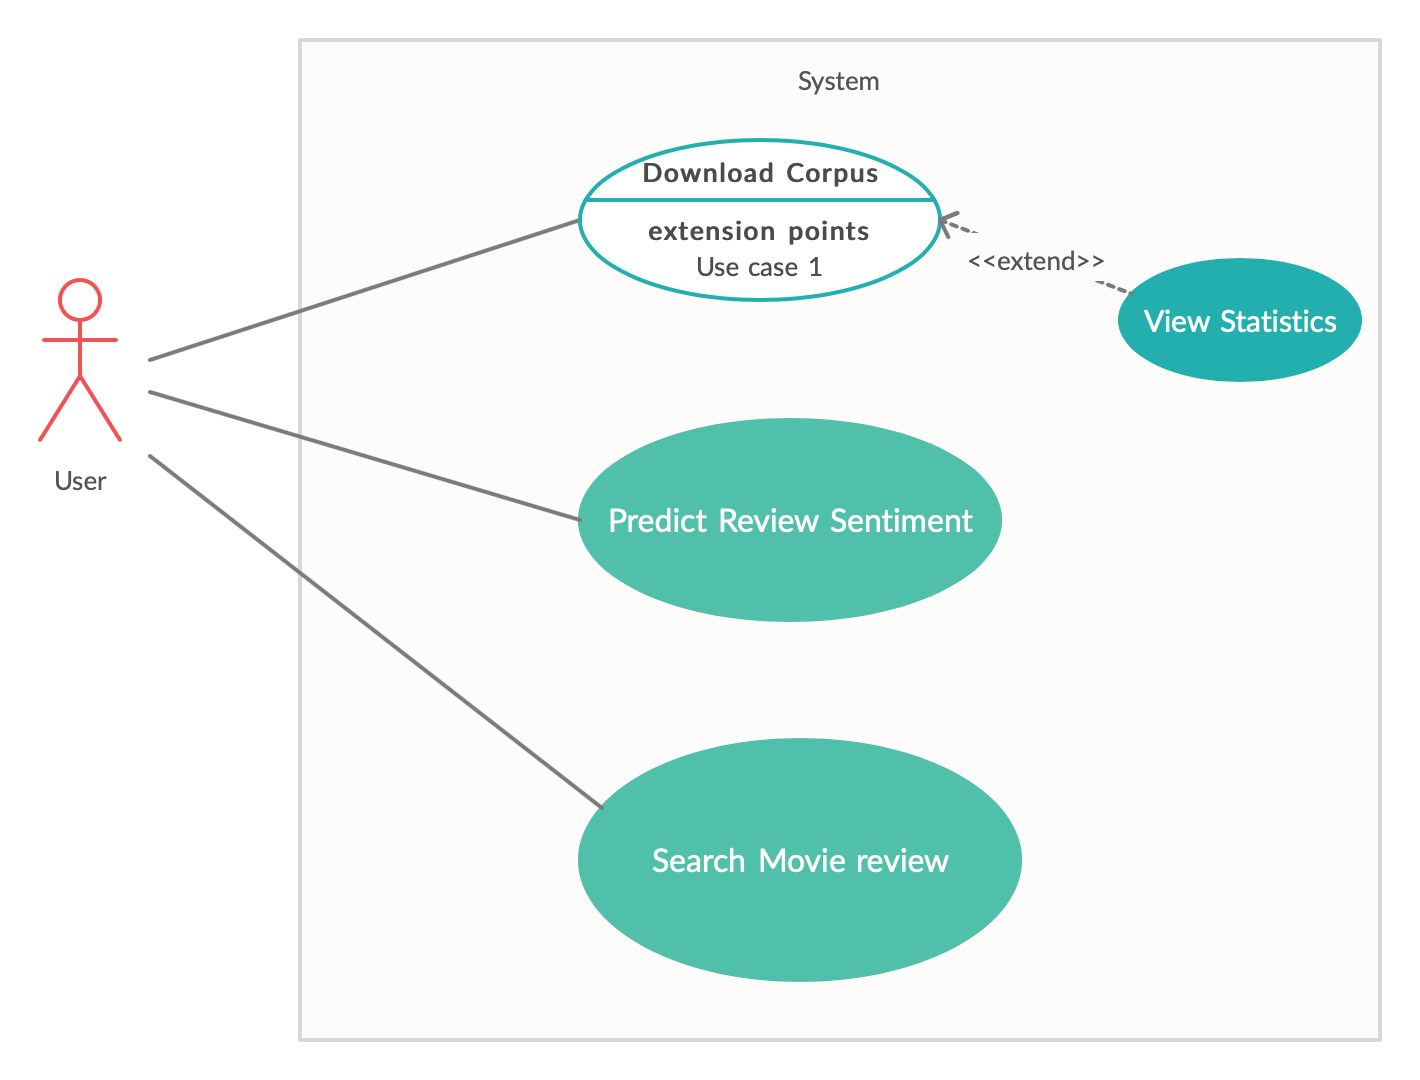 System
Download Corpus
extension points
Use case 1
<<extend>>
View Statistics
User
Predict Review Sentiment
Search Movie review